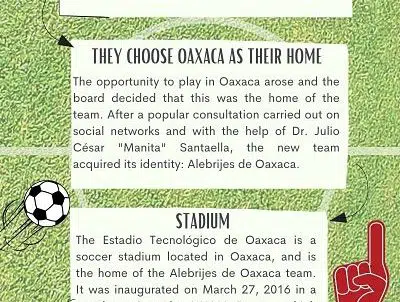 THEY CHOOSE OAXACA AS THEIR HOME
The opportunity to play in Oaxaca arose and the
board decided that this was the home of the
team. After a popular consultation carried out on
social networks and with the help of Dr. Julio
César "Manita" Santaella, the new team
acquired its identity: Alebrijes de Oaxaca.
STADIUM
The Estadio Tecnológico de Oaxaca is a
soccer stadium located in Oaxaca, and is
the home of the Alebrijes de Oaxaca team.
It was inaugurated on March 27, 2016 in a